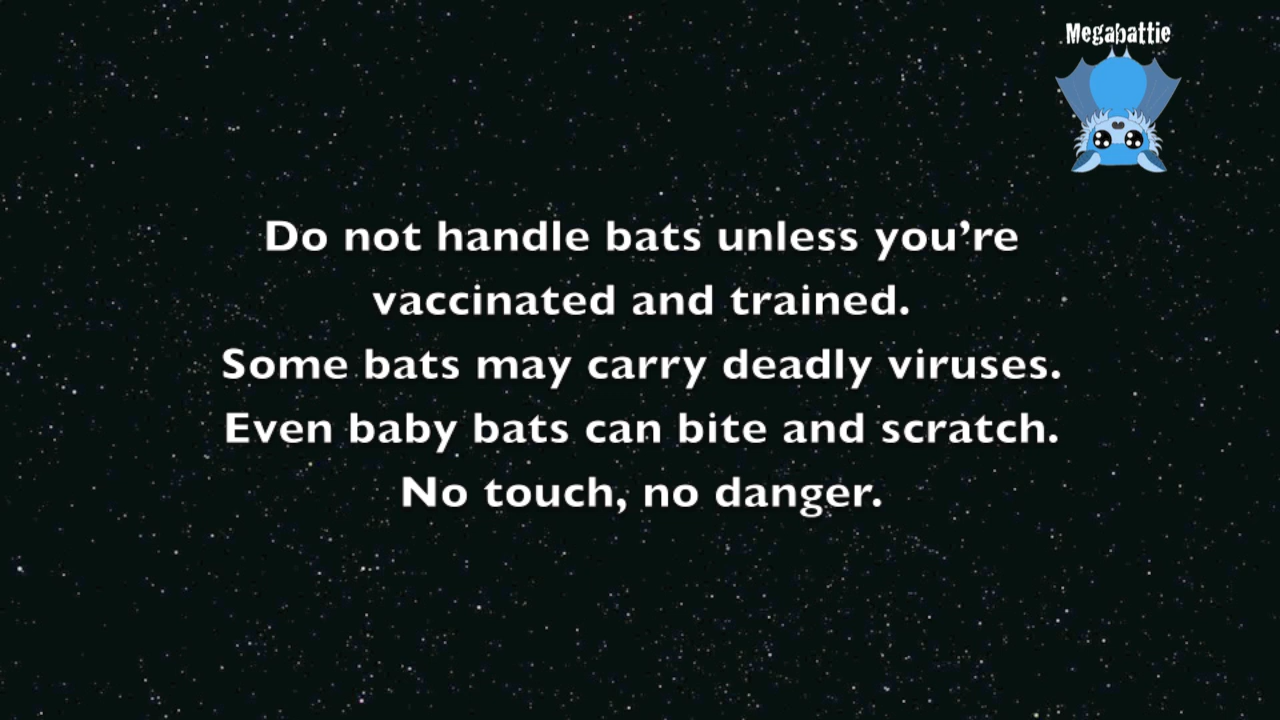 Megabattie
Do not handle bats unless you’re
vaccinated and trained.
Some bats may carry deadly viruses.
Even baby bats can bite and scratch.
No touch, no danger.